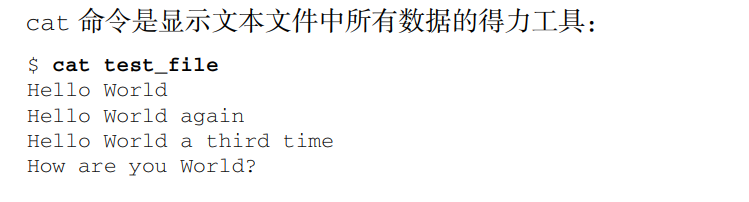 cat 命令是显示文本文件中所有数据的得力工具：
$ cat test_file
Hello World
Hello World again
Hello World a third time
How are you World?